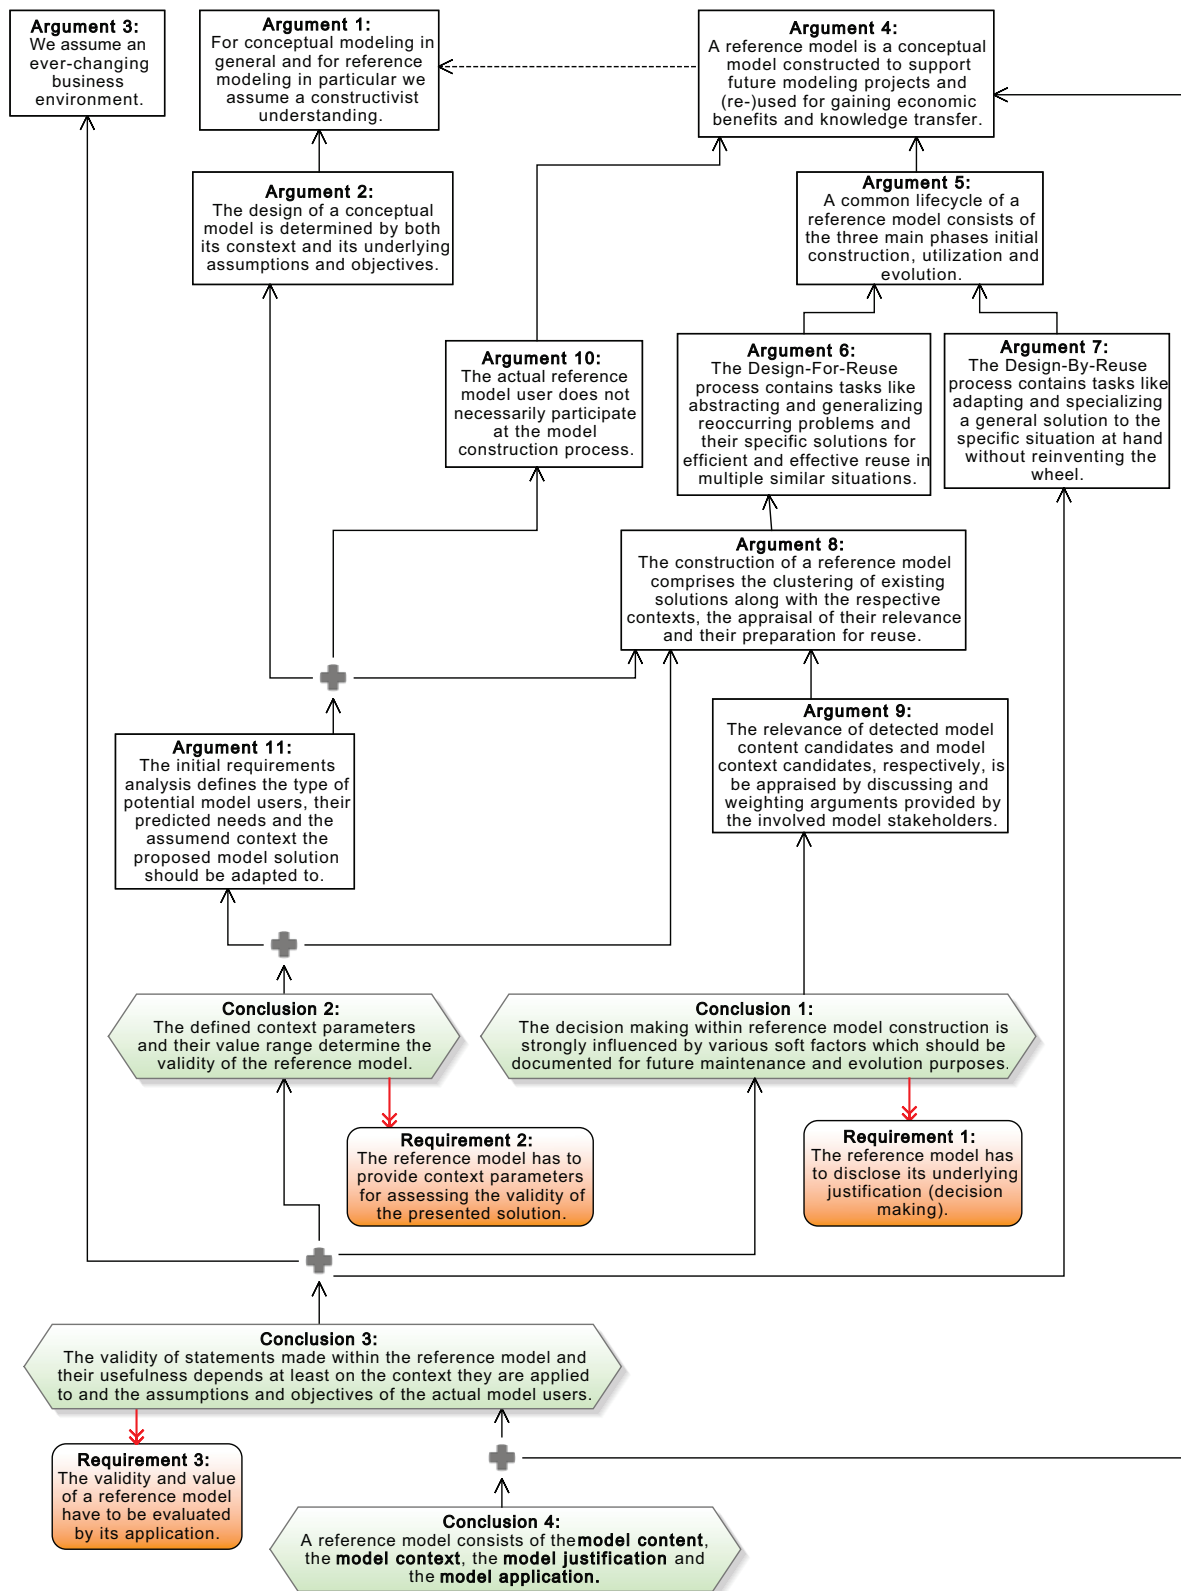 Argument 3:
We assume an
ever-changing
business
environment.
Argument 1:
For conceptual modeling in
general and for reference
modeling in particular we
assume a constructivist
understanding.
Argument 4:
A reference model is a conceptual
model constructed to support
future modeling projects and
(re-)used for gaining economic
benefits and knowledge transfer.
Argument 2:
The design of a conceptual
model is determined by both
its constext and its underlying
assumptions and objectives.
Argument 5:
A common lifecycle of a
reference model consists of
the three main phases initial
construction, utilization and
evolution.
Argument 10:
The actual reference
model user does not
necessarily participate
at the model
construction process.
Argument 6:
The Design-For-Reuse
process contains tasks like
abstracting and generalizing
reoccurring problems and
their specific solutions for
efficient and effective reuse in
multiple similar situations.
Argument 7:
The Design-By-Reuse
process contains tasks like
adapting and specializing
a general solution to the
specific situation at hand
without reinventing the
wheel.
Argument 8:
The construction of a reference model
comprises the clustering of existing
solutions along with the respective
contexts, the appraisal of their relevance
and their preparation for reuse.
Argument 9:
The relevance of detected model
content candidates and model
context candidates, respectively, is
be appraised by discussing and
weighting arguments provided by
the involved model stakeholders.
Argument 11:
The initial requirements
analysis defines the type of
potential model users, their
predicted needs and the
assumend context the
proposed model solution
should be adapted to.
Conclusion 2:
The defined context parameters
and their value range determine the
validity of the reference model.
Conclusion 1:
The decision making within reference model construction is
strongly influenced by various soft factors which should be
documented for future maintenance and evolution purposes.
Requirement 2:
The reference model has to
provide context parameters
for assessing the validity of
the presented solution.
Requirement 1:
The reference model has
to disclose its underlying
justification (decision
making).
Conclusion 3:
The validity of statements made within the reference model and
their usefulness depends at least on the context they are applied
to and the assumptions and objectives of the actual model users.
Requirement 3:
The validity and value
of a reference model
have to be evaluated
by its application.
Conclusion 4:
A reference model consists of the model content,
the model context, the model justification and
the model application.